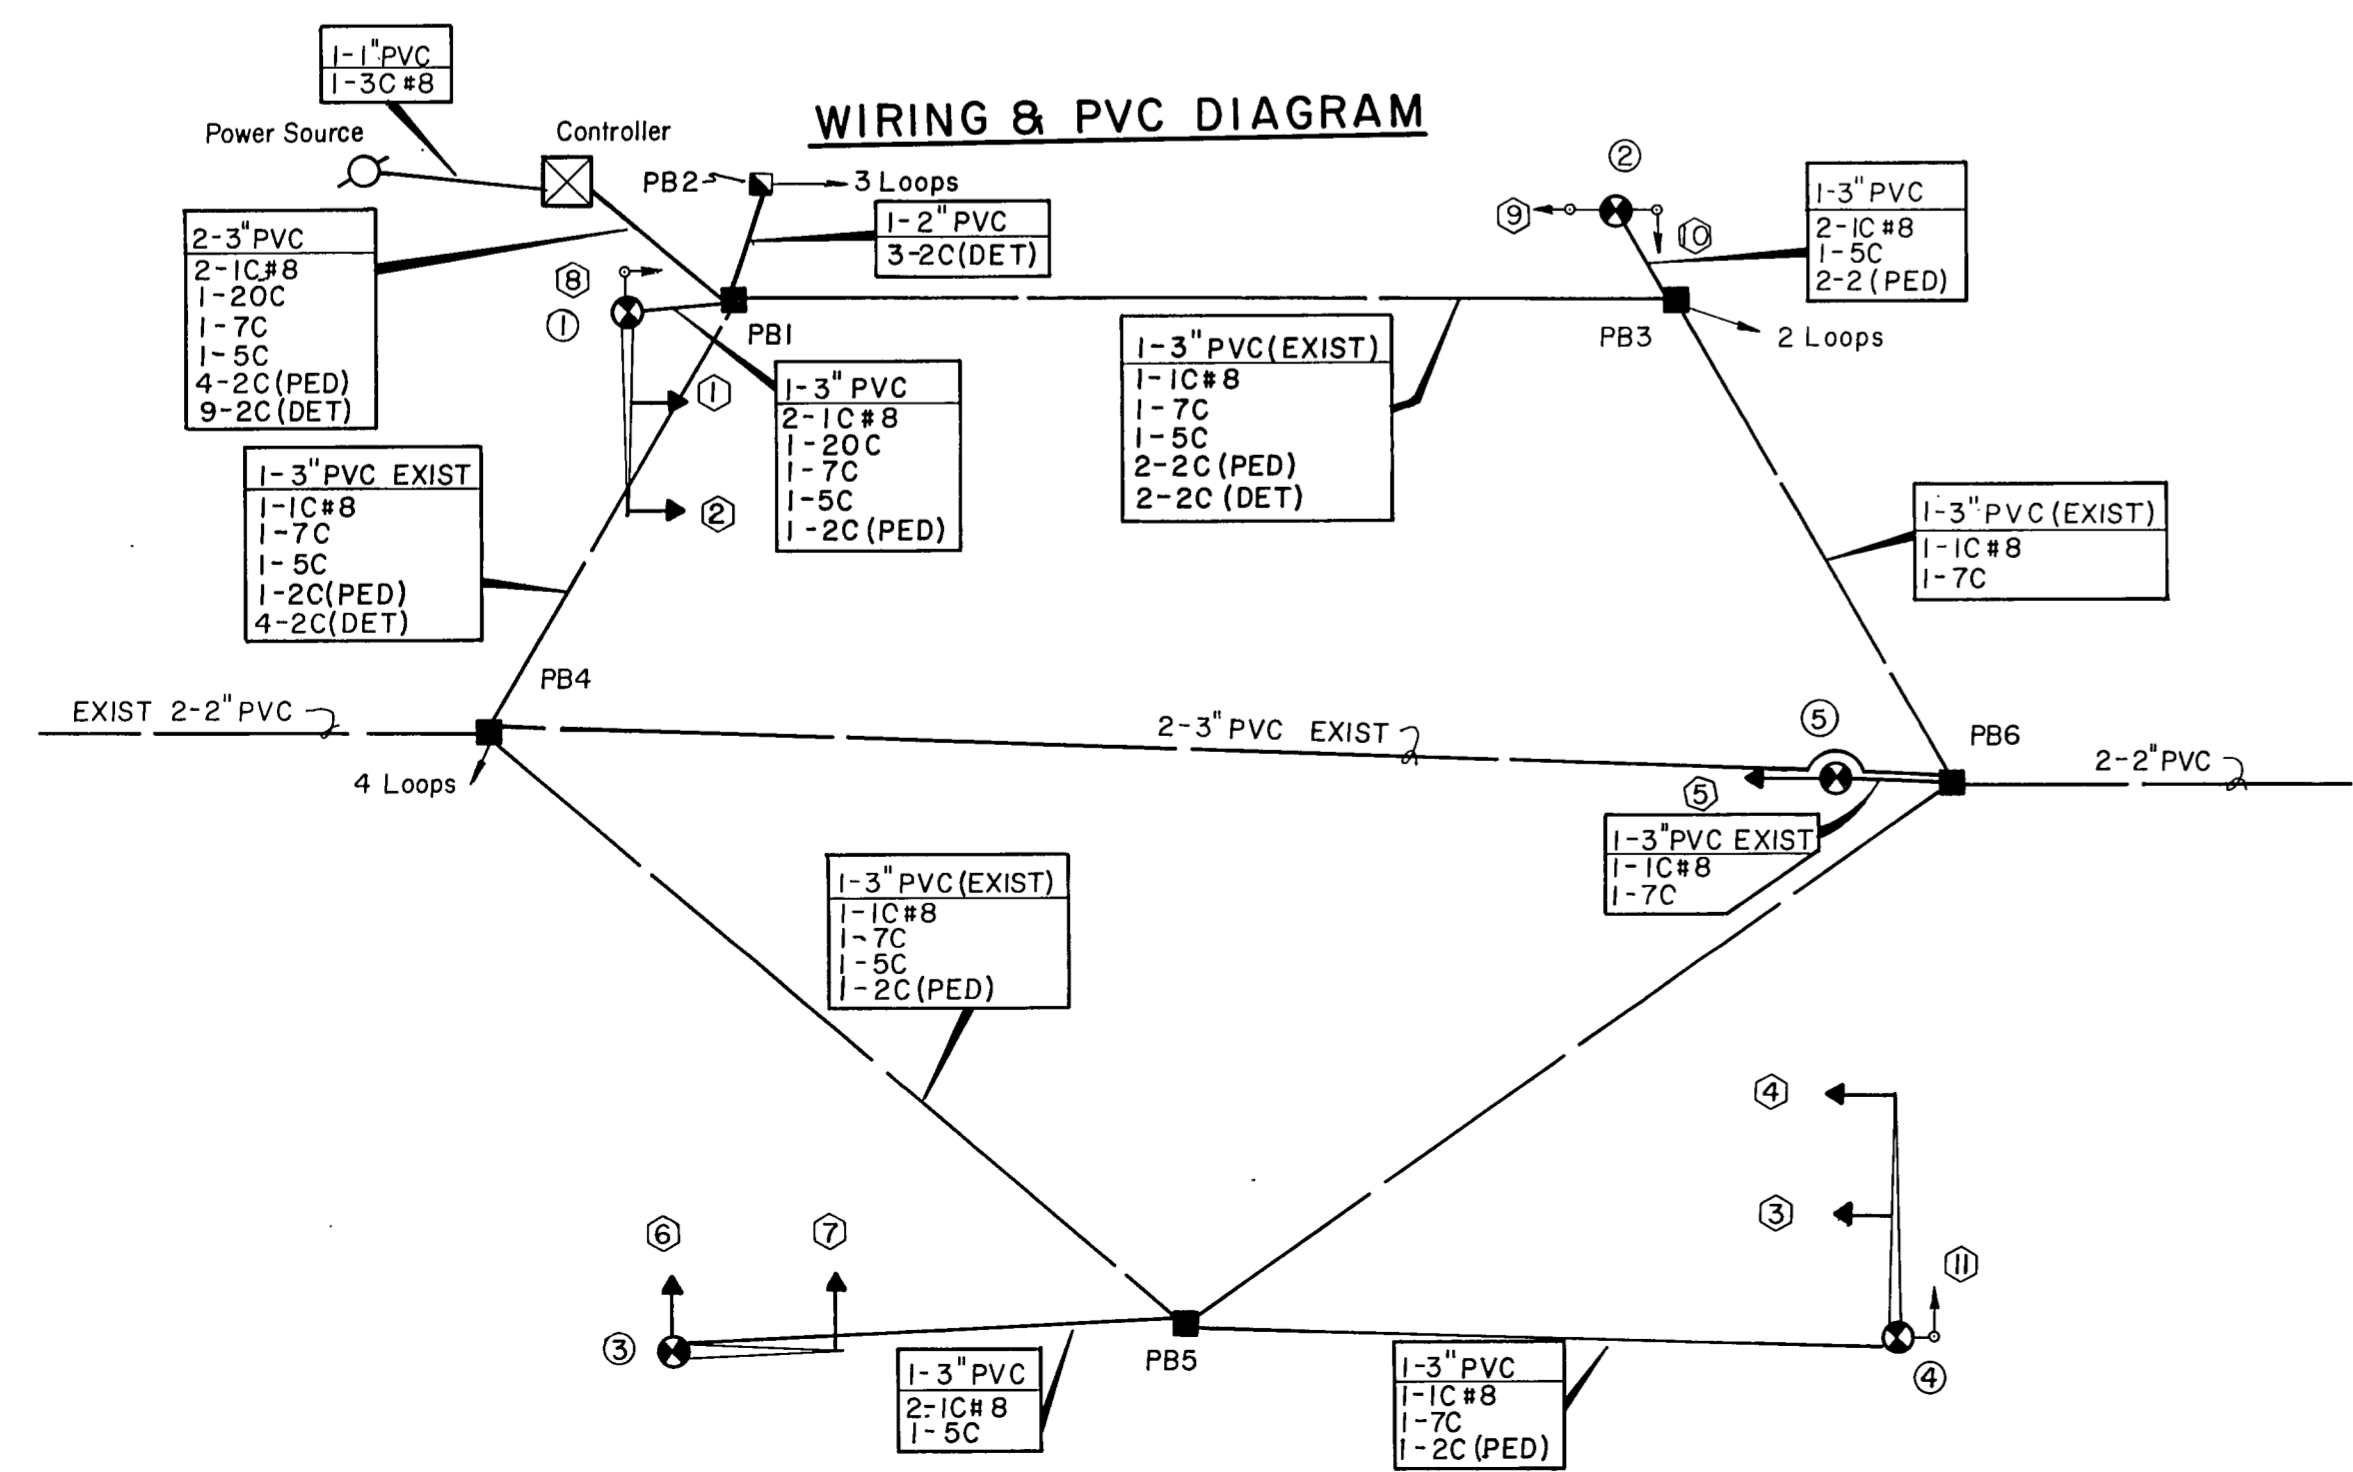 WIRING & PVC DIAGRAM
1-1" PVC
1-3C #8
Power Source
Controller
PB2
3 Loops
1-2" PVC
3-2C(DET)
2-3" PVC
2-1C#8
1-20C
1-7C
1-5C
4-2C(PED)
9-2C(DET)
8
1
PB1
1
2
1-3" PVC
2-1C#8
1-20C
1-7C
1-5C
1-2C(PED)
2
9
10
1-3" PVC
2-1C#8
1-5C
2-2(PED)
PB3
2 Loops
1-3" PVC(EXIST)
1-1C#8
1-7C
1-5C
2-2C(PED)
2-2C (DET)
1-3" PVC EXIST
1-1C#8
1-7C
1-5C
1-2C(PED)
4-2C(DET)
1-3" PVC(EXIST)
1-1C#8
1-7C
PB4
EXIST 2-2" PVC
4 Loops
2-3" PVC EXIST
5
5
PB6
2-2" PVC
1-3" PVC EXIST
1-1C#8
1-7C
1-3" PVC(EXIST)
1-1C#8
1-7C
1-5C
1-2C(PED)
4
3
11
6
7
3
PB5
4
1-3" PVC
2-1C#8
1-5C
1-3" PVC
1-1C#8
1-7C
1-2C(PED)